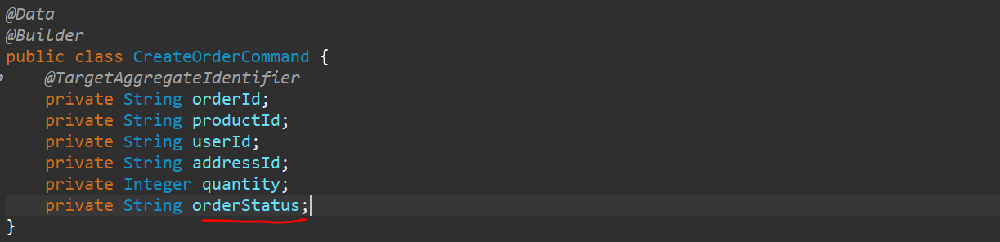 @Data
@Builder
public class CreateOrderCommand {
@TargetAggregateIdentifier
private String orderId;
private String productId;
private String userId;
private String addressId;
private Integer quantity;
private String orderStatus;
}